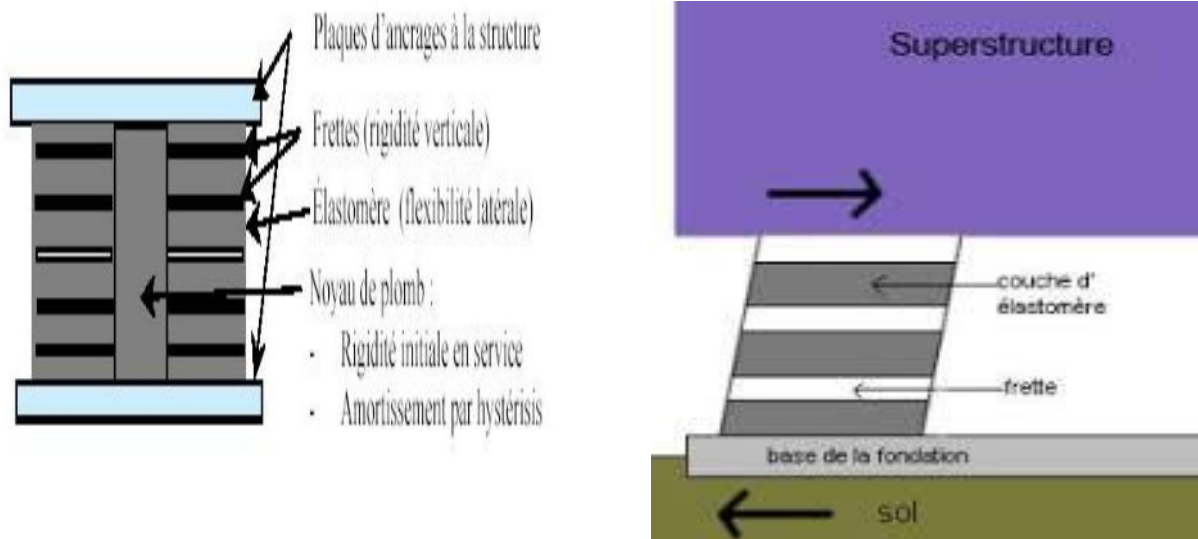 Plaques d'ancrages à la structure
Frettes (rigidité verticale)
Élastomère (flexibilité latérale)
Noyau de plomb :
- Rigidité initiale en service
- Amortissement par hystérisis
Superstructure
couche d'
élastomère
frette
base de la fondation
sol